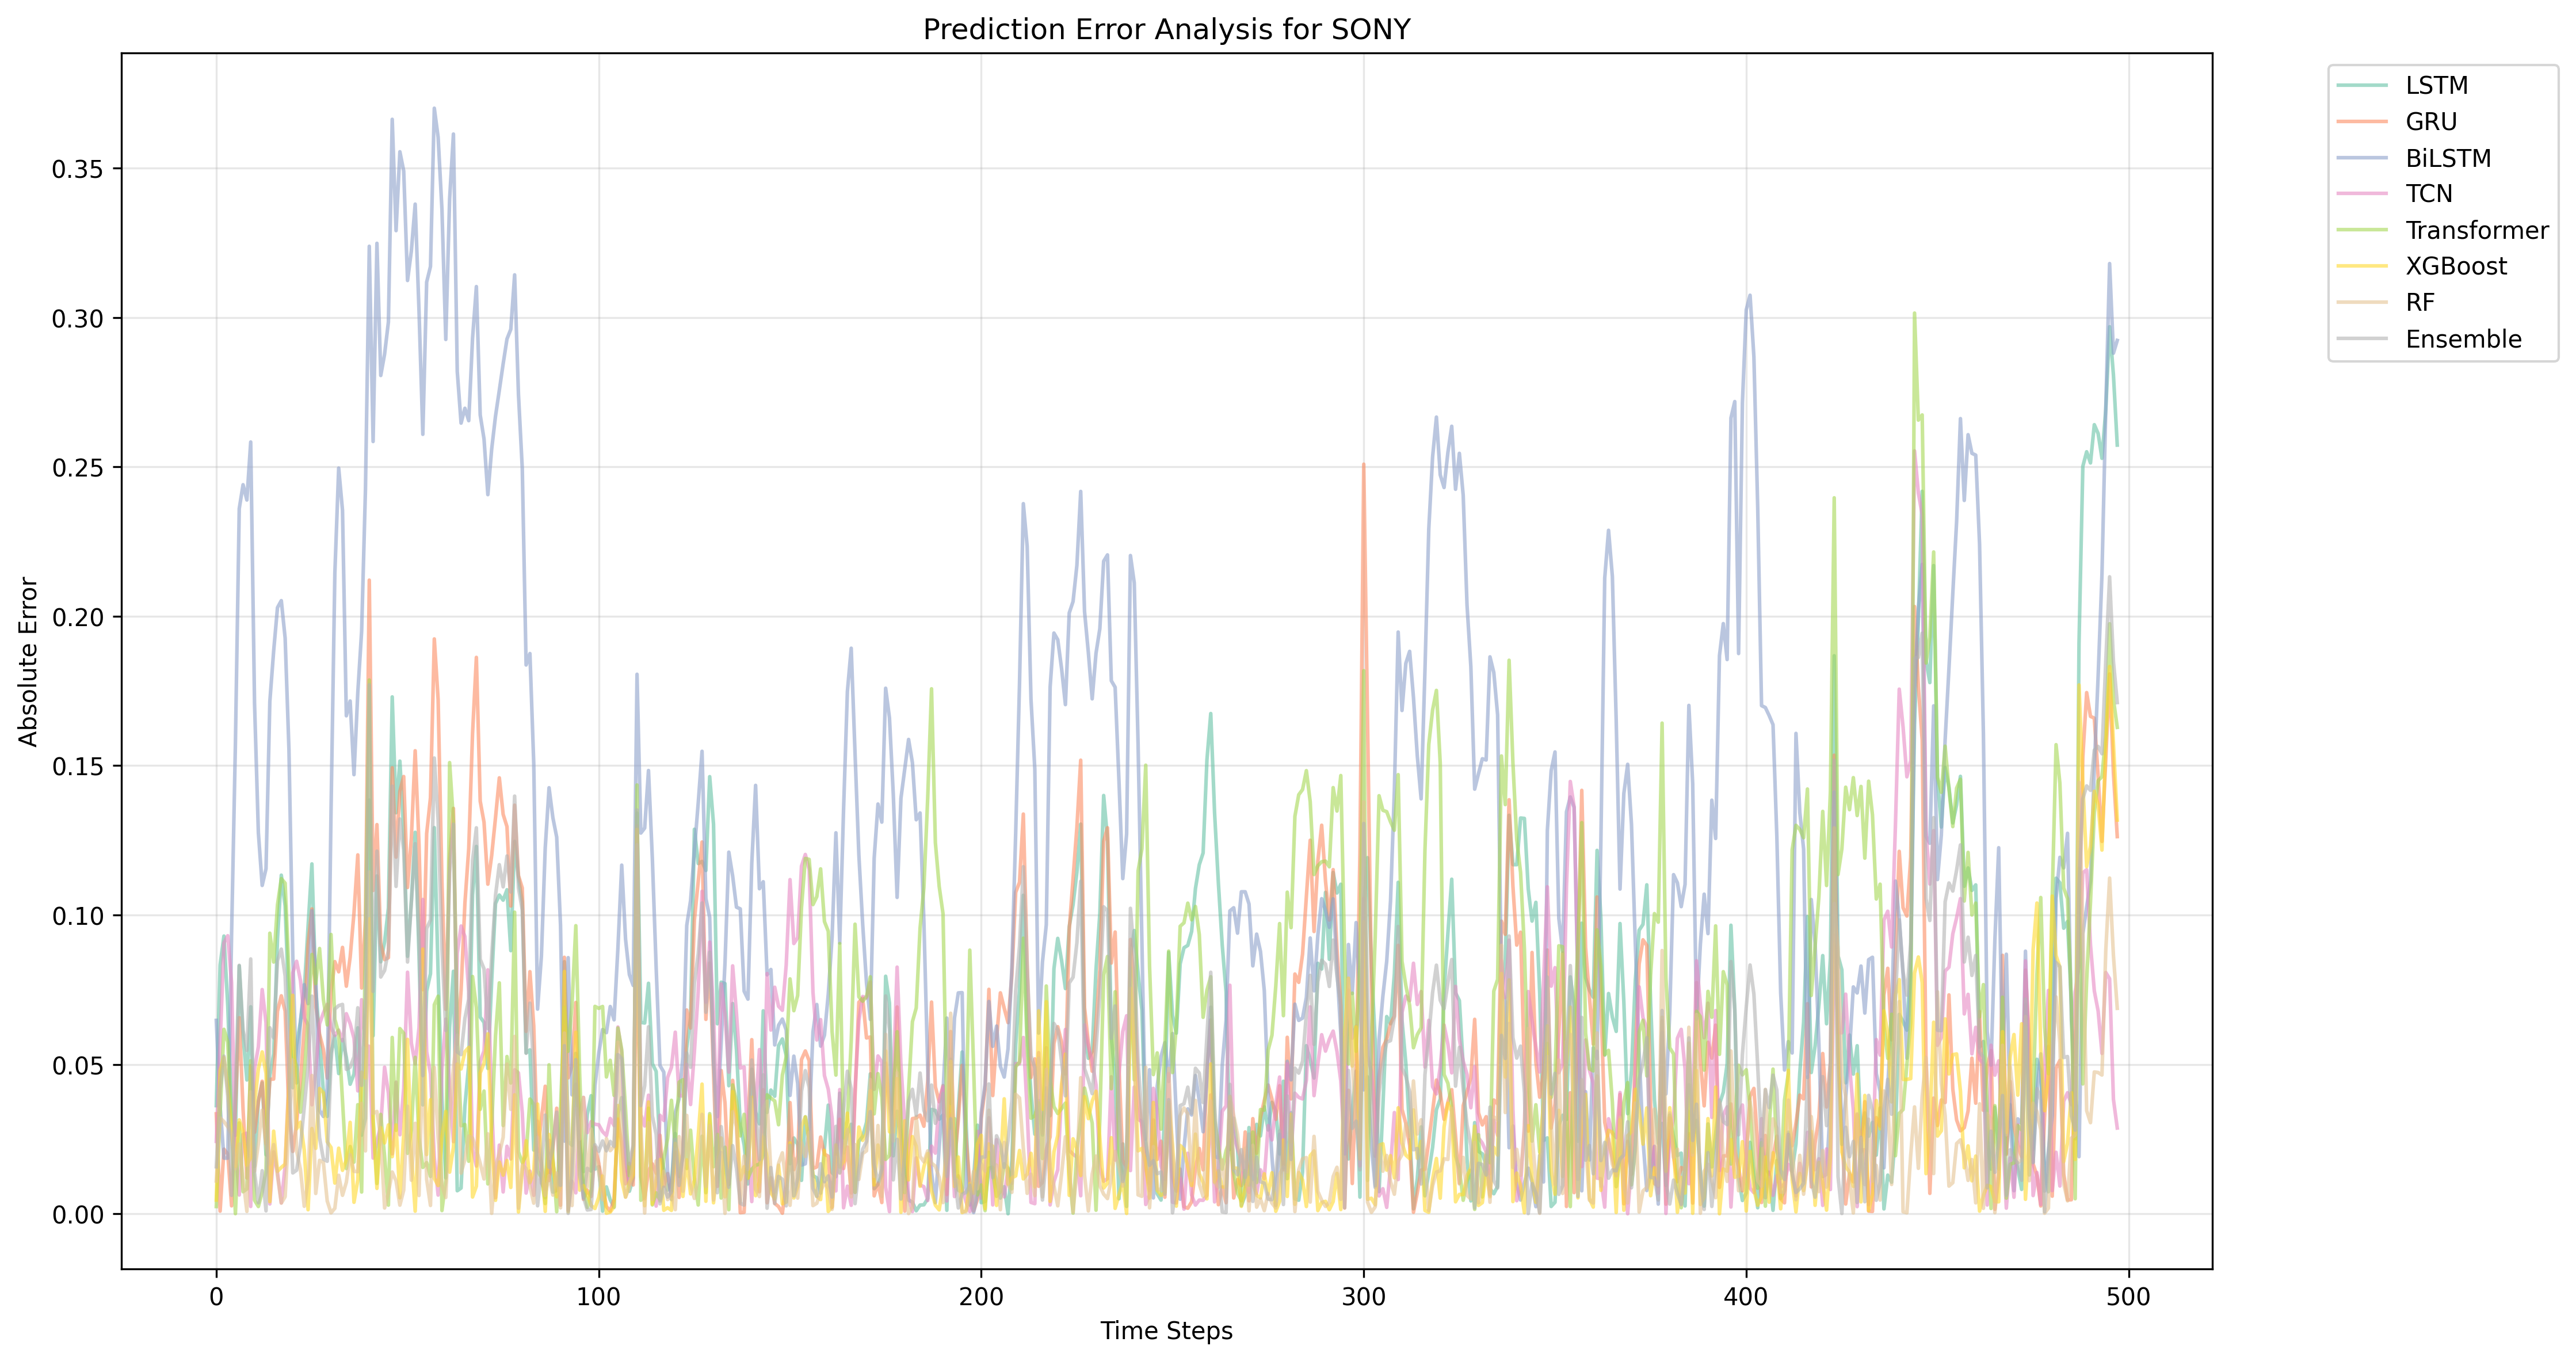 Prediction Error Analysis for SONY
LSTM
GRU
BiLSTM
TCN
Transformer
XGBoost
RF
Ensemble
Absolute Error
0.35
0.30
0.25
0.20
0.15
0.10
0.05
0.00
0
100
200
300
400
500
Time Steps